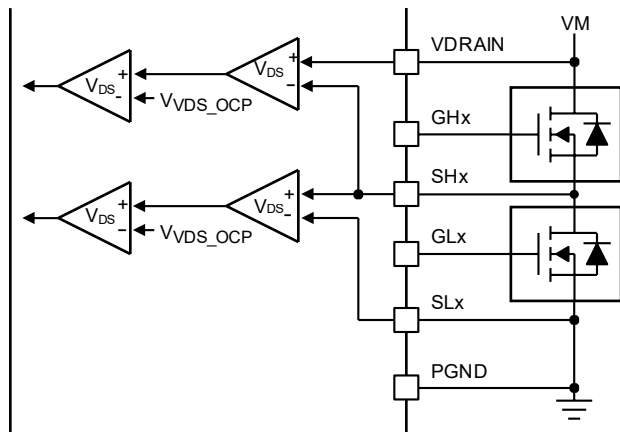 VM
VDRAIN
VDS + -
VDS + -
VVDS_OCP
GHx
SHx
VDS + -
VDS + -
VVDS_OCP
GLx
SLx
PGND